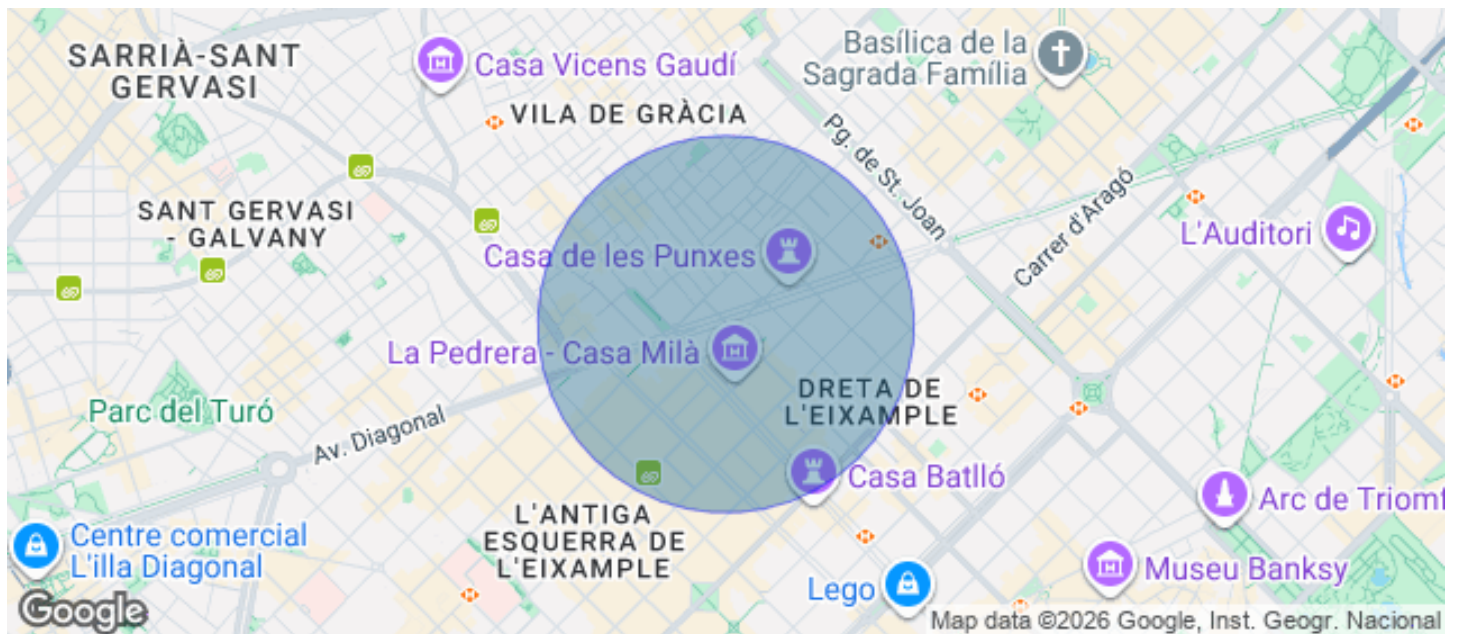 SARRIÀ-SANT
GERVASI
Casa Vicens Gaudí
Basílica de la
Sagrada Família
VILA DE GRÀCIA
Pg. de St. Joan
Carrer d'Aragó
SANT GERVASI
- GALVANY
L'Auditori
Casa de les Punxes
La Pedrera - Casa Milà
DRETA DE
L'EIXAMPLE
Parc del Turó
Av. Diagonal
Casa Batlló
Arc de Triomf
L'ANTIGA
ESQUERRA DE
L'EIXAMPLE
Centre comercial
L'illa Diagonal
Museu Banksy
Lego
Google
Map data ©2026 Google, Inst. Geogr. Nacional